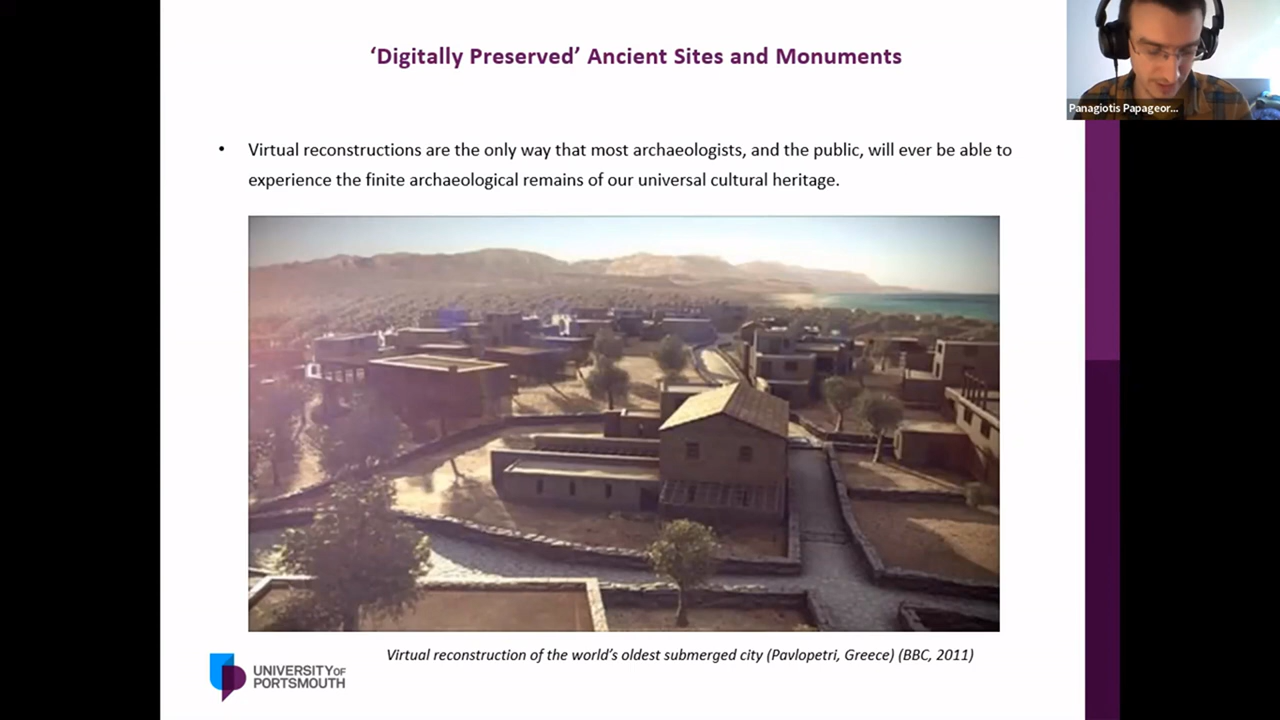 ‘Digitally Preserved’ Ancient Sites and Monuments
Panagiotis Papageor...
• Virtual reconstructions are the only way that most archaeologists, and the public, will ever be able to
experience the finite archaeological remains of our universal cultural heritage.
Virtual reconstruction of the world’s oldest submerged city (Pavlopetri, Greece) (BBC, 2011)
UNIVERSITY OF
PORTSMOUTH